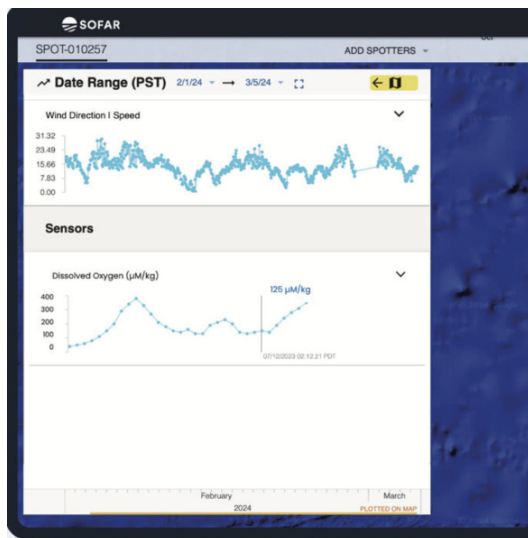 SOFAR
SPOT-010257 ADD SPOTTERS
Date Range (PST) 2/1/24 → 3/5/24
Wind Direction | Speed
31.32
23.49
15.66
7.83
0.00
Sensors
Dissolved Oxygen (µM/kg)
125 µM/kg
400
300
200
100
0
07/12/2023 02:12:21 PDT
February March
2024 PLOTTED ON MAP